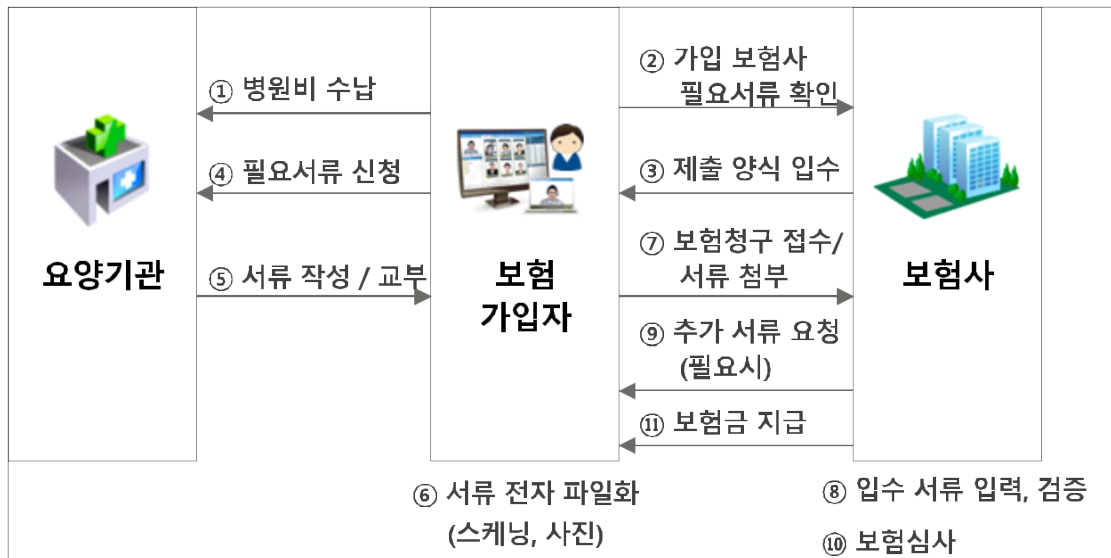 ① 병원비 수납
② 가입 보험사
필요서류 확인
④ 필요서류 신청
③ 제출 양식 입수
요양기관
⑤ 서류 작성 / 교부
보험
가입자
⑦ 보험청구 접수/
서류 첨부
보험사
⑨ 추가 서류 요청
(필요시)
⑪ 보험금 지급
⑥ 서류 전자 파일화
(스케닝, 사진)
⑧ 입수 서류 입력, 검증
⑩ 보험심사